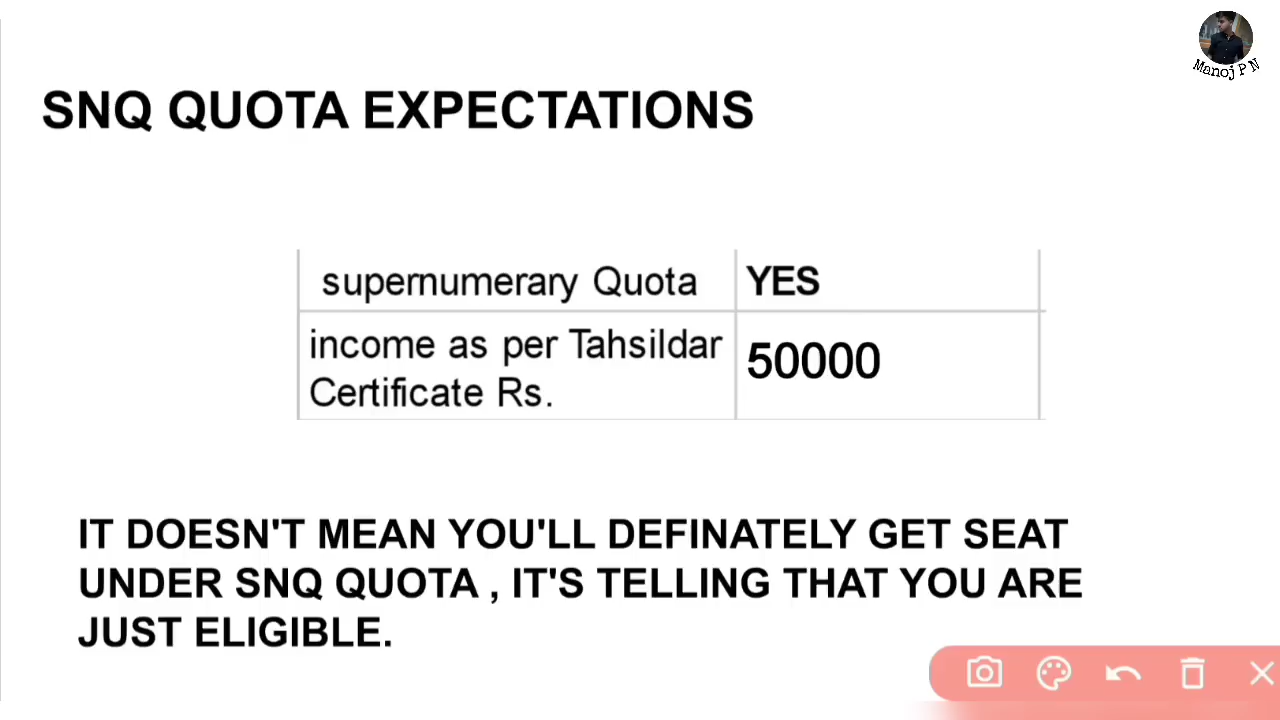 Manoj P N
SNQ QUOTA EXPECTATIONS
supernumerary Quota YES
income as per Tahsildar
Certificate Rs. 50000
IT DOESN'T MEAN YOU'LL DEFINATELY GET SEAT
UNDER SNQ QUOTA , IT'S TELLING THAT YOU ARE
JUST ELIGIBLE.